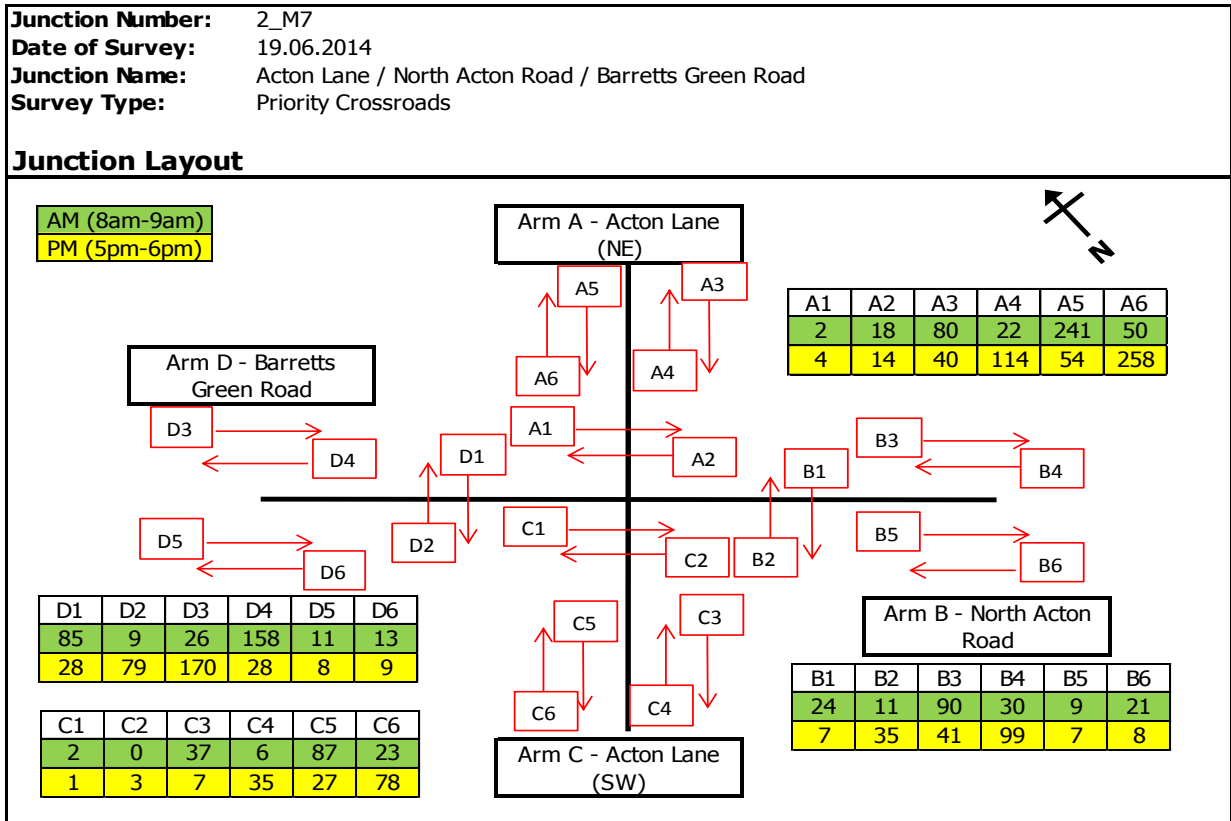 Junction Number: 2_M7
Date of Survey: 19.06.2014
Junction Name: Acton Lane / North Acton Road / Barretts Green Road
Survey Type: Priority Crossroads
Junction Layout
AM (8am-9am)
PM (5pm-6pm)
Arm A - Acton Lane
(NE)
N
A5
A3
A6
A4
A1 A2 A3 A4 A5 A6
2 18 80 22 241 50
4 14 40 114 54 258
Arm D - Barretts
Green Road
D3
D4
D1
A1
A2
B1
B3
B4
D5
D6
D2
C1
C2
B2
B5
B6
D1 D2 D3 D4 D5 D6
85 9 26 158 11 13
28 79 170 28 8 9
C5
C3
C6
C4
Arm B - North Acton
Road
B1 B2 B3 B4 B5 B6
24 11 90 30 9 21
7 35 41 99 7 8
C1 C2 C3 C4 C5 C6
2 0 37 6 87 23
1 3 7 35 27 78
Arm C - Acton Lane
(SW)